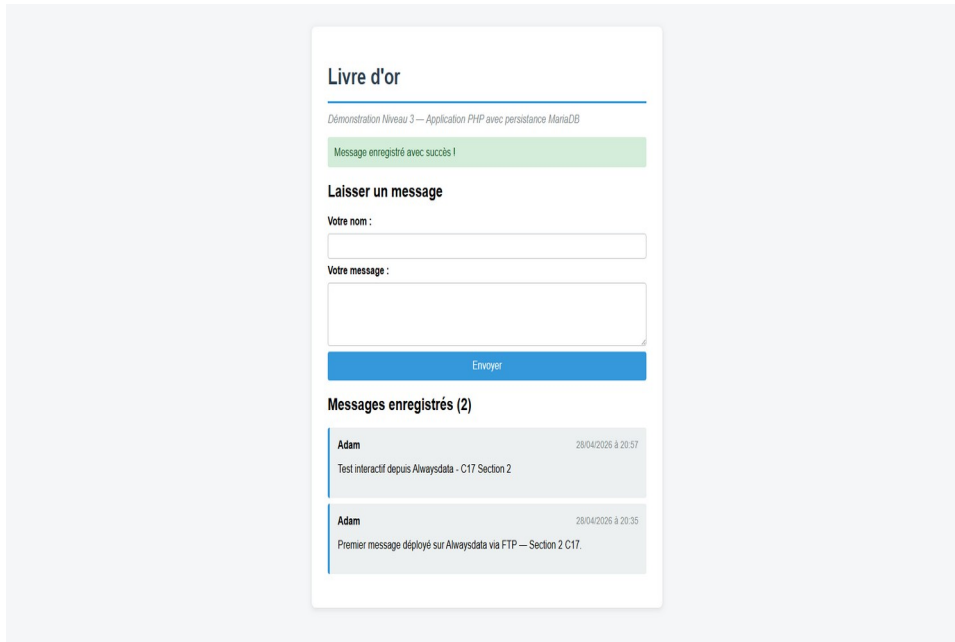 Livre d'or
Démonstration Niveau 3 — Application PHP avec persistance MariaDB
Message enregistré avec succès !
Laisser un message
Votre nom :
Votre message :
Envoyer
Messages enregistrés (2)
Adam 28/04/2026 à 20:57
Test interactif depuis Alwaysdata - C17 Section 2
Adam 28/04/2026 à 20:35
Premier message déployé sur Alwaysdata via FTP — Section 2 C17.